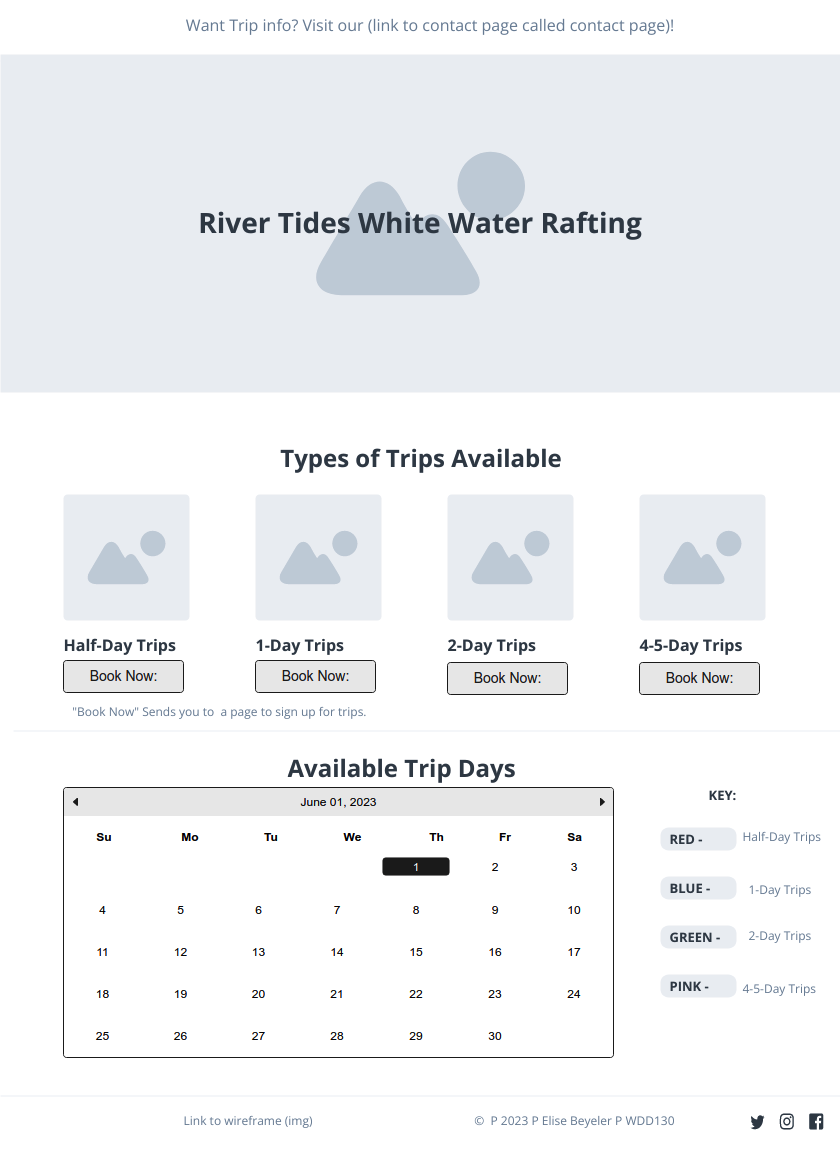 Want Trip info? Visit our (link to contact page called contact page)!
River Tides White Water Rafting
Types of Trips Available
Half-Day Trips 1-Day Trips 2-Day Trips 4-5-Day Trips
Book Now: Book Now: Book Now: Book Now:
"Book Now" Sends you to a page to sign up for trips.
Available Trip Days
June 01, 2023
Su Mo Tu We Th Fr Sa
1 2 3
4 5 6 7 8 9 10
11 12 13 14 15 16 17
18 19 20 21 22 23 24
25 26 27 28 29 30
KEY:
RED - Half-Day Trips
BLUE - 1-Day Trips
GREEN - 2-Day Trips
PINK - 4-5-Day Trips
Link to wireframe (img) © P 2023 P Elise Beyeler P WDD130